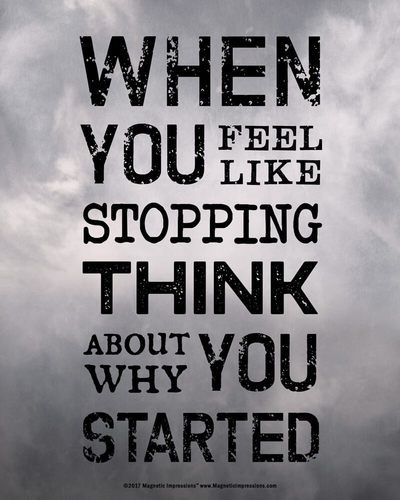 WHEN
YOU FEEL LIKE
STOPPING
THINK
ABOUT WHY YOU
STARTED
©2017 Magnetic Impressions™ www.MagneticImpressions.com